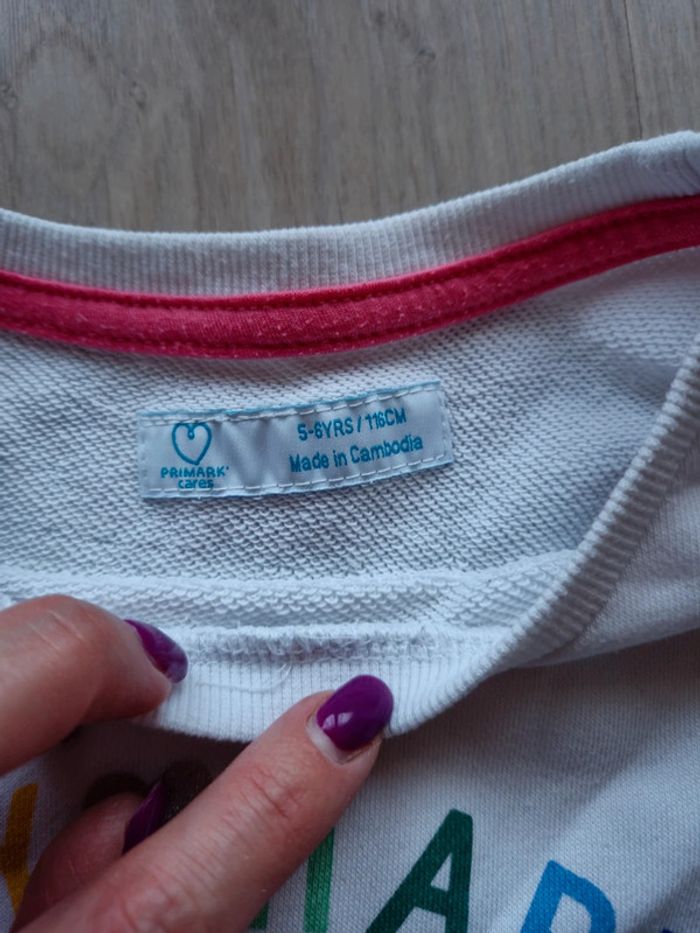 PRIMARK®
cares
5-6YRS / 116CM
Made in Cambodia